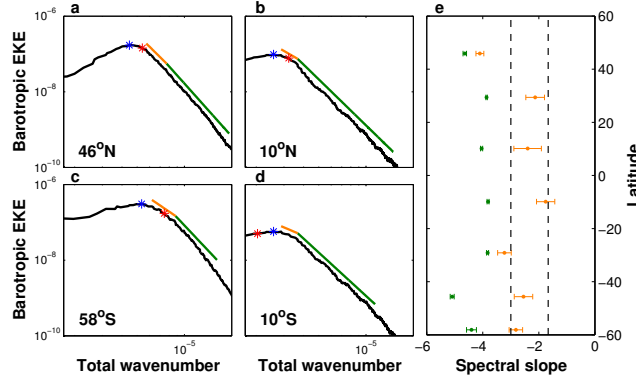 a
b
e
Barotropic EKE
10⁻⁶
10⁻⁸
10⁻¹⁰
46°N
10°N
c
d
Barotropic EKE
10⁻⁶
10⁻⁸
10⁻¹⁰
58°S
10°S
10⁻⁵
10⁻⁵
Total wavenumber
Total wavenumber
60
40
20
0
−20
−40
−60
Latitude
−6
−4
−2
0
Spectral slope